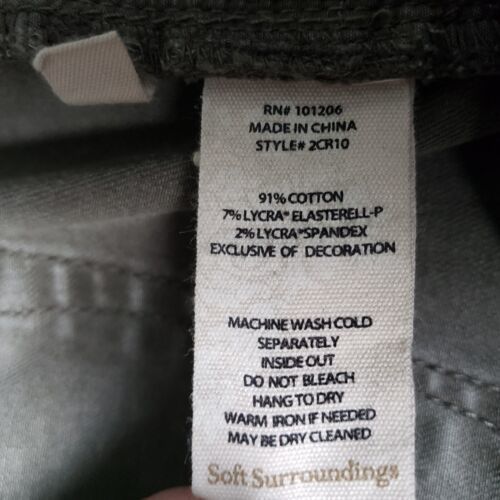 RN# 101206
MADE IN CHINA
STYLE# 2CR10
91% COTTON
7% LYCRA® ELASTERELL-P
2% LYCRA®SPANDEX
EXCLUSIVE OF DECORATION
MACHINE WASH COLD
SEPARATELY
INSIDE OUT
DO NOT BLEACH
HANG TO DRY
WARM IRON IF NEEDED
MAY BE DRY CLEANED
Soft Surroundings